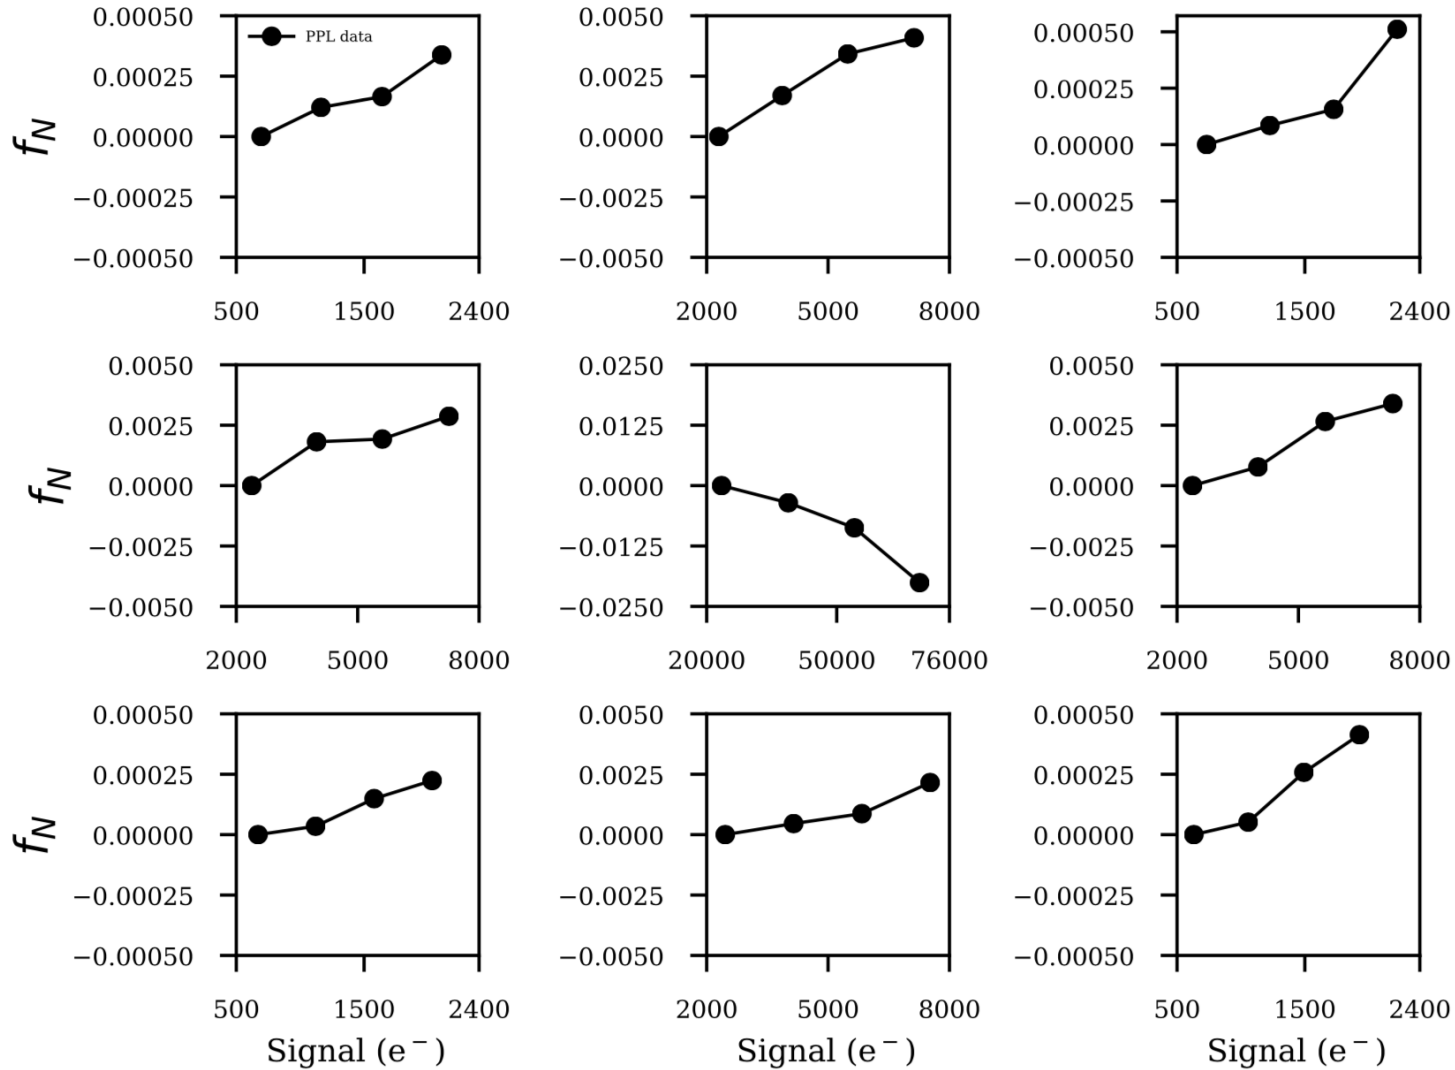 0.00050 0.0050 0.00050
PPL data
0.00025 0.0025 0.00025
f_N 0.00000 0.0000 0.00000
−0.00025 −0.0025 −0.00025
−0.00050 −0.0050 −0.00050
500 1500 2400 2000 5000 8000 500 1500 2400
0.0050 0.0250 0.0050
0.0025 0.0125 0.0025
f_N 0.0000 0.0000 0.0000
−0.0025 −0.0125 −0.0025
−0.0050 −0.0250 −0.0050
2000 5000 8000 20000 50000 76000 2000 5000 8000
0.00050 0.0050 0.00050
0.00025 0.0025 0.00025
f_N 0.00000 0.0000 0.00000
−0.00025 −0.0025 −0.00025
−0.00050 −0.0050 −0.00050
500 1500 2400 2000 5000 8000 500 1500 2400
Signal (e⁻) Signal (e⁻) Signal (e⁻)